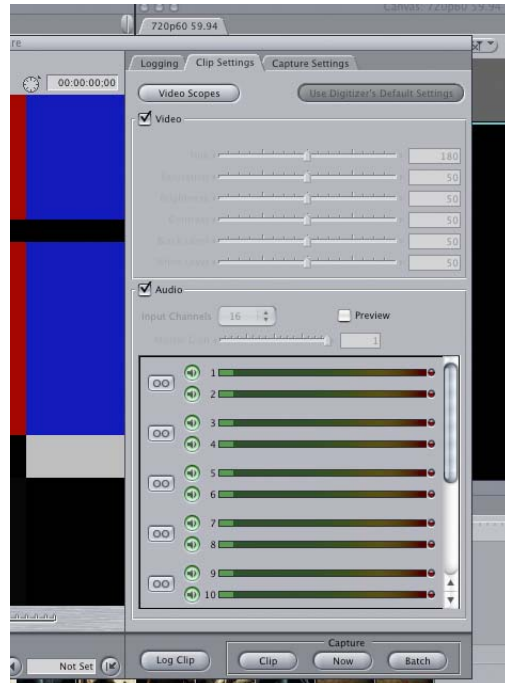 Canvas: 720p60 59.94
720p60 59.94
re
Logging
Clip Settings
Capture Settings
00:00:00;00
Video Scopes
Use Digitizer's Default Settings
Video
180
50
Brightness
50
50
50
50
Audio
Input Channels
16
Preview
1
1
2
3
4
5
6
7
8
9
10
Capture
Not Set
Log Clip
Clip
Now
Batch